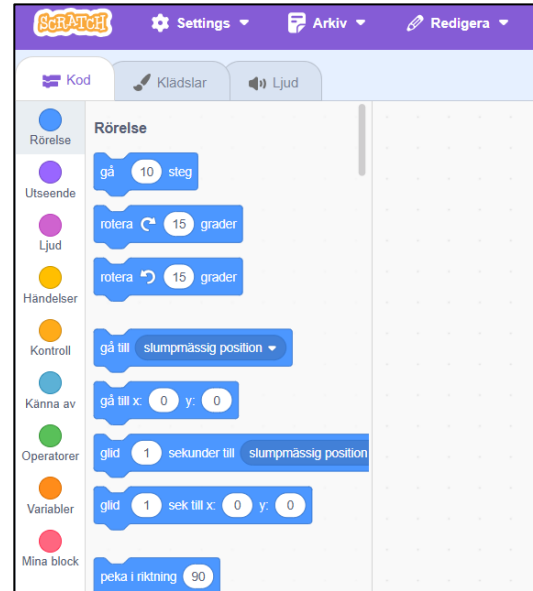 SCRATCH Settings Arkiv Redigera
Kod Klädslar Ljud
Rörelse
Utseende
Ljud
Händelser
Kontroll
Känna av
Operatorer
Variabler
Mina block
Rörelse
gå 10 steg
rotera 15 grader
rotera 15 grader
gå till slumpmässig position
gå till x: 0 y: 0
glid 1 sekunder till slumpmässig position
glid 1 sek till x: 0 y: 0
peka i riktning 90